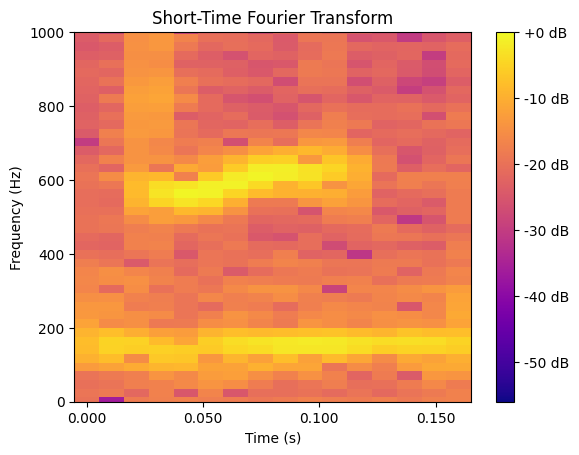 Short-Time Fourier Transform
1000
800
600
400
200
0
Frequency (Hz)
0.000
0.050
0.100
0.150
Time (s)
+0 dB
-10 dB
-20 dB
-30 dB
-40 dB
-50 dB